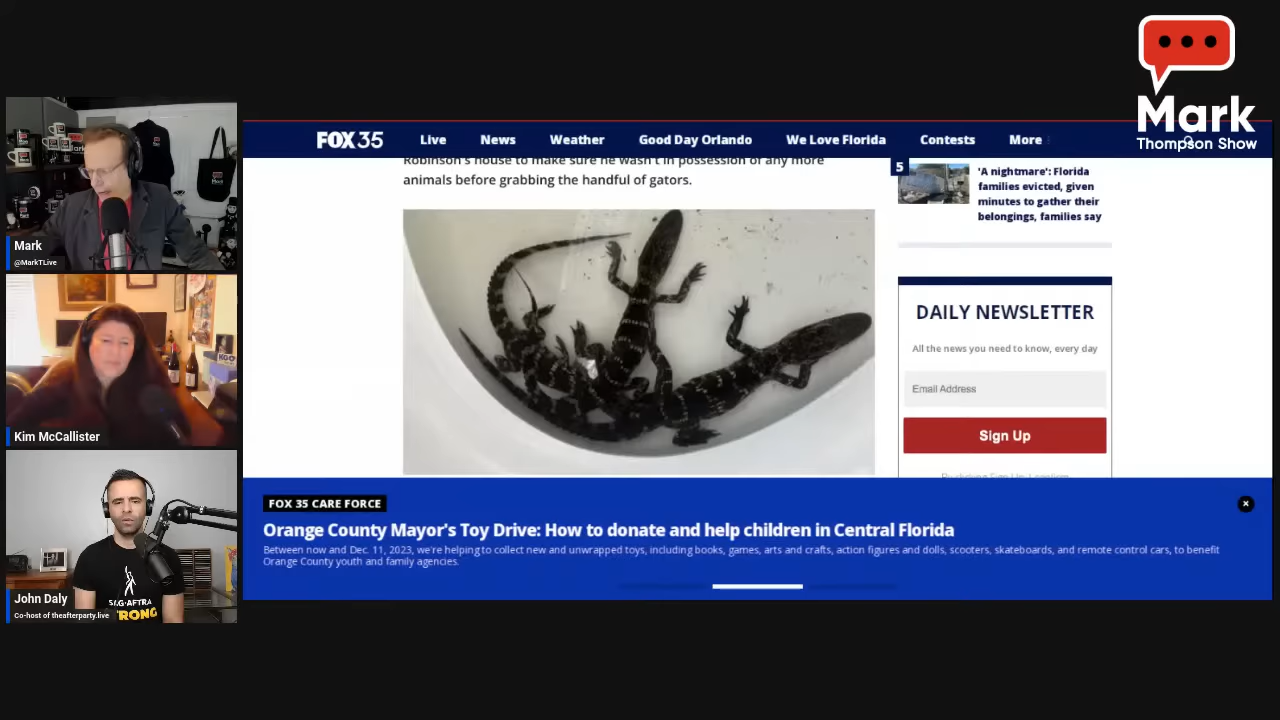 Mark
Thompson Show
FOX 35
Live
News
Weather
Good Day Orlando
We Love Florida
Contests
More
Robinson's house to make sure he wasn't in possession of any more
animals before grabbing the handful of gators.
5
'A nightmare': Florida
families evicted, given
minutes to gather their
belongings, families say
DAILY NEWSLETTER
All the news you need to know, every day
Email Address
Sign Up
FOX 35 CARE FORCE
Orange County Mayor's Toy Drive: How to donate and help children in Central Florida
Between now and Dec. 11, 2023, we're helping to collect new and unwrapped toys, including books, games, arts and crafts, action figures and dolls, scooters, skateboards, and remote control cars, to benefit
Orange County youth and family agencies.
Mark
@MarkTLive
KGO
Kim McCallister
SAG-AFTRA
STRONG
John Daly
Co-host of theafterparty.live